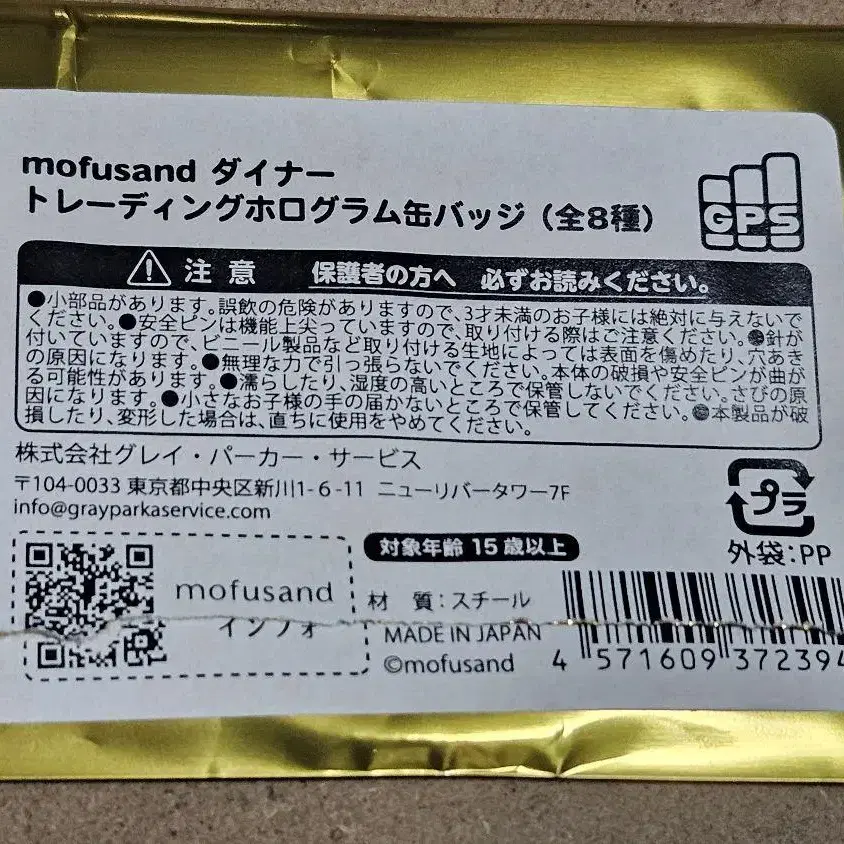 mofusand ダイナー
トレーディングホログラム缶バッジ（全8種）
GPS
注意 保護者の方へ 必ずお読みください。
●小部品があります。誤飲の危険がありますので、3才未満のお子様には絶対に与えないで
ください。●安全ピンは機能上尖っていますので、取り付ける際はご注意ください。●針が
付いていますので、ビニール製品など取り付ける生地によっては表面を傷めたり、穴あき
の原因になります。●無理な力で引っ張らないでください。本体の破損や安全ピンが曲が
る可能性があります。●濡らしたり、湿度の高いところで保管しないでください。さびの原
因になります。●小さなお子様の手の届かないところで保管してください。●本製品が破
損したり、変形した場合は、直ちに使用をやめてください。
株式会社グレイ・パーカー・サービス
〒104-0033 東京都中央区新川1-6-11 ニューリバータワー7F
info@grayparkaservice.com
プラ
外袋：PP
対象年齢 15歳以上
mofusand
インフォ
材 質：スチール
MADE IN JAPAN
©mofusand
4 571609 372394